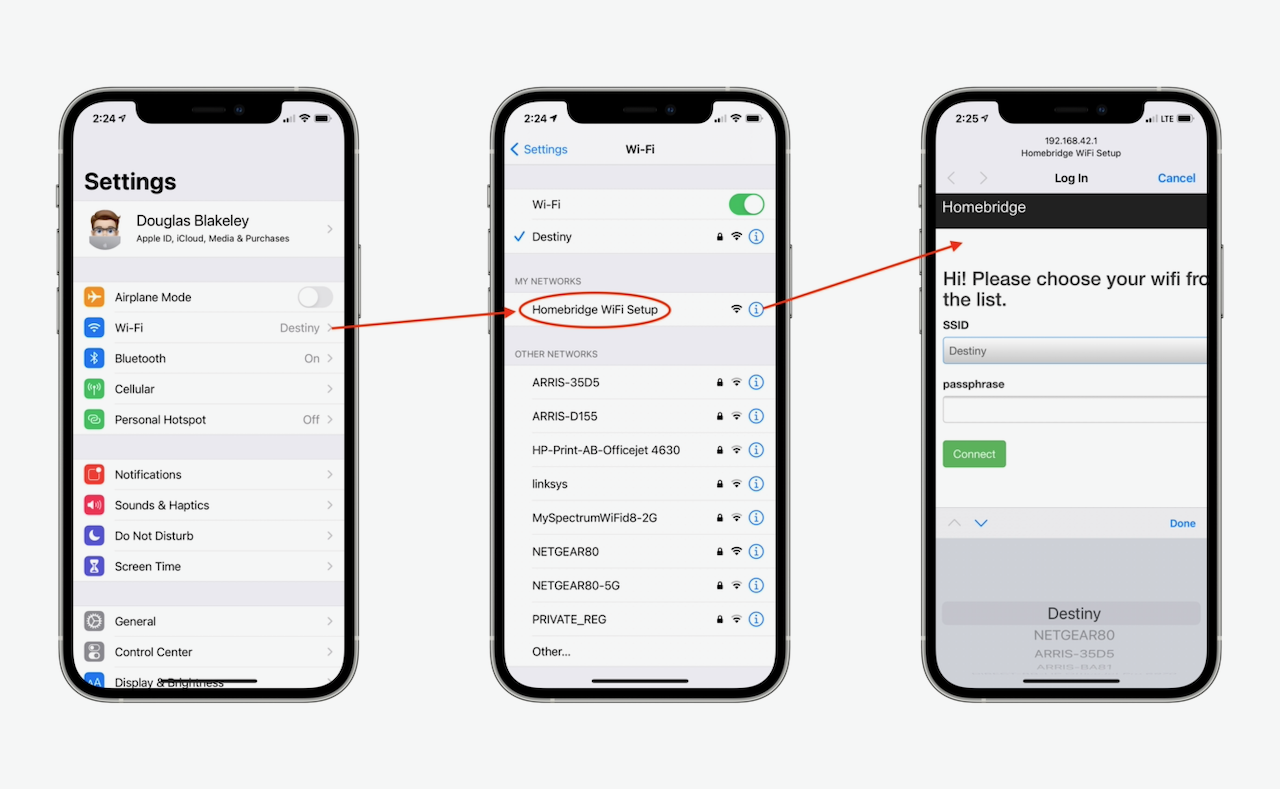 2:24
Settings
Douglas Blakeley
Apple ID, iCloud, Media & Purchases
Airplane Mode
Wi-Fi Destiny
Bluetooth On
Cellular
Personal Hotspot Off
Notifications
Sounds & Haptics
Do Not Disturb
Screen Time
General
Control Center
AA Display & Brightness
2:24
Settings Wi-Fi
Wi-Fi
Destiny
MY NETWORKS
Homebridge WiFi Setup
OTHER NETWORKS
ARRIS-35D5
ARRIS-D155
HP-Print-AB-Officejet 4630
linksys
MySpectrumWiFid8-2G
NETGEAR80
NETGEAR80-5G
PRIVATE_REG
Other...
2:25 LTE
192.168.42.1
Homebridge WiFi Setup
Log In Cancel
Homebridge
Hi! Please choose your wifi fro
the list.
SSID
Destiny
passphrase
Connect
Done
Destiny
NETGEAR80
ARRIS-35D5
ARRIS-BA81